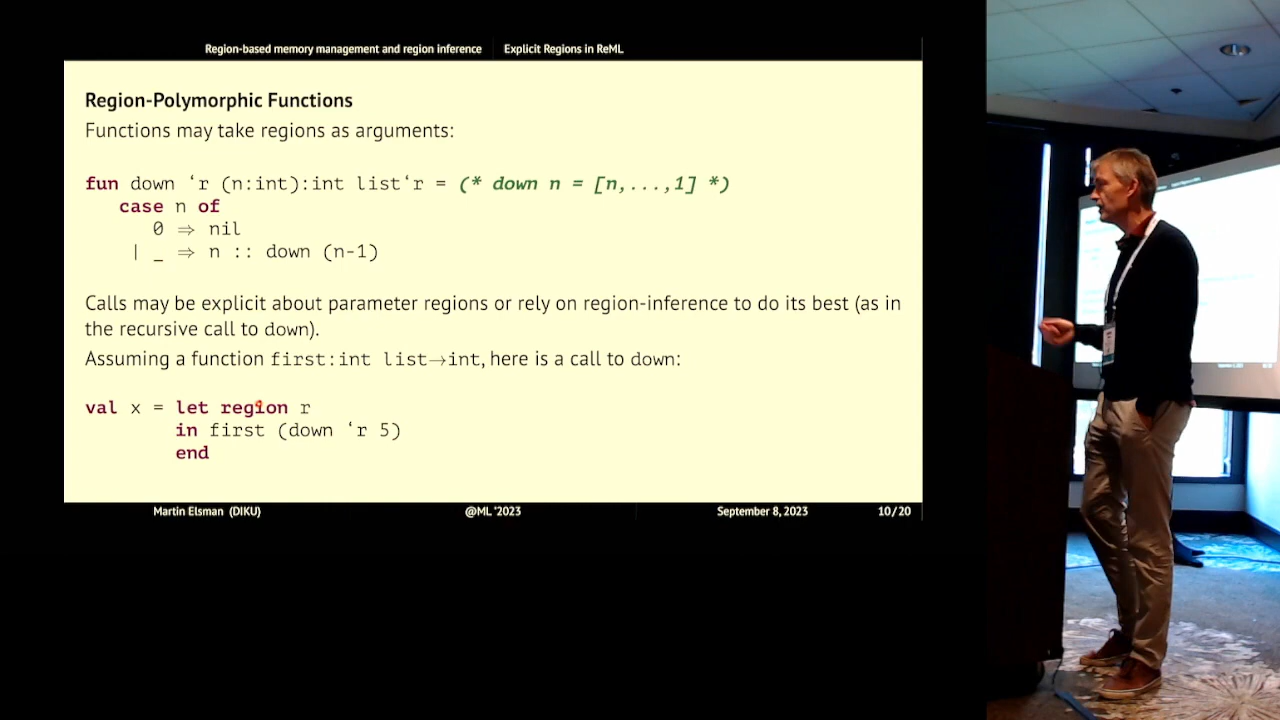 Region-based memory management and region inference Explicit Regions in ReML
Region-Polymorphic Functions
Functions may take regions as arguments:
fun down ‘r (n:int):int list‘r = (* down n = [n,...,1] *)
case n of
0 ⇒ nil
| _ ⇒ n :: down (n-1)
Calls may be explicit about parameter regions or rely on region-inference to do its best (as in
the recursive call to down).
Assuming a function first:int list→int, here is a call to down:
val x = let region r
in first (down ‘r 5)
end
Martin Elsman (DIKU) @ML '2023 September 8, 2023 10/20